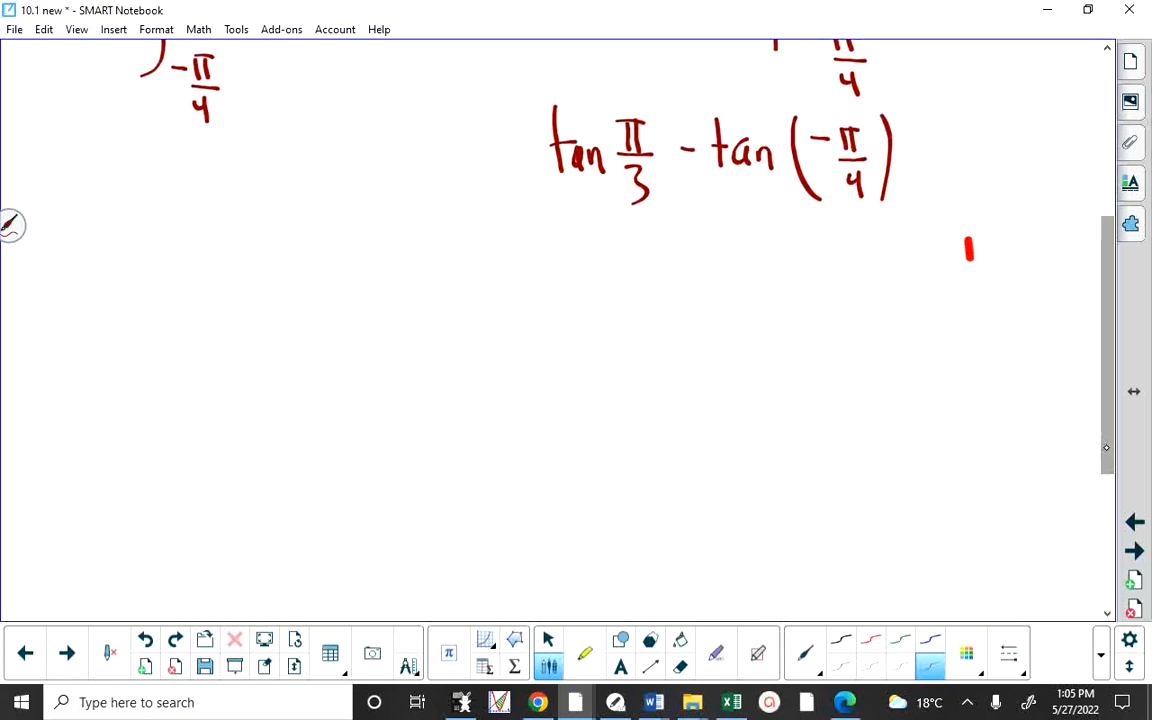 10.1 new * - SMART Notebook
File Edit View Insert Format Math Tools Add-ons Account Help
-π/4
π/4
tan π/3 - tan (-π/4)
Type here to search
18°C
1:05 PM
5/27/2022